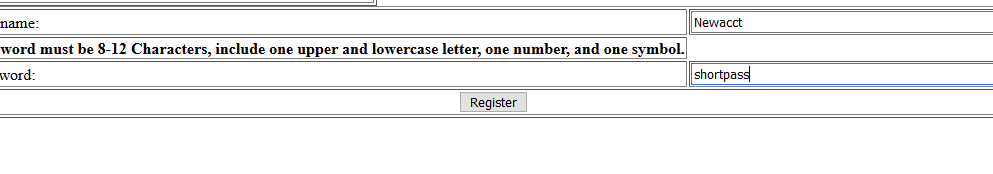 name:
Newacct
word must be 8-12 Characters, include one upper and lowercase letter, one number, and one symbol.
word:
shortpass
Register